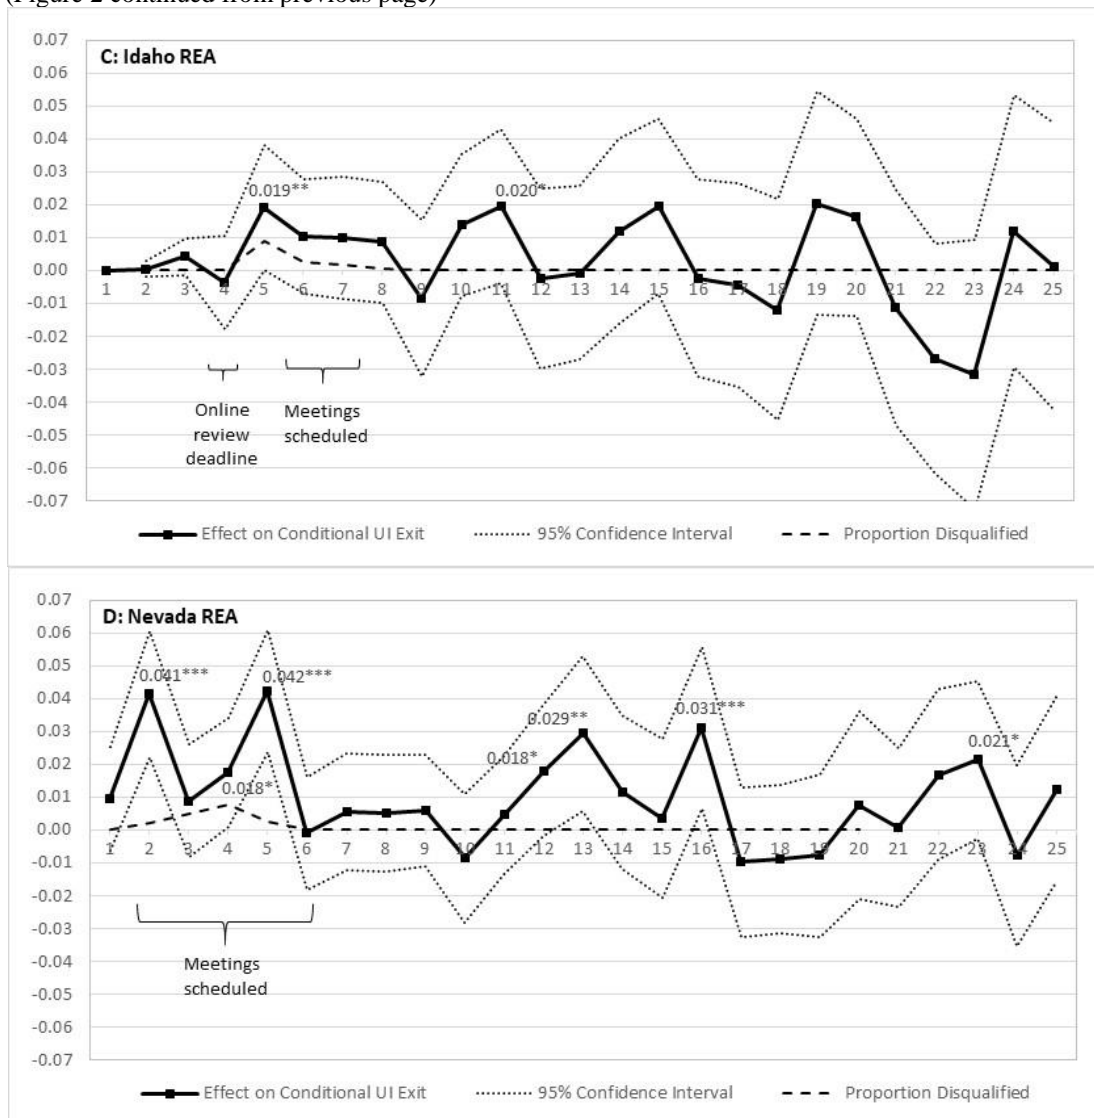 (Figure 2 continued from previous page)
0.07
C: Idaho REA
0.06
0.05
0.04
0.03
0.019**
0.020*
0.02
0.01
0.00
1 2 3 4 5 6 7 8 9 10 11 12 13 14 15 16 17 18 19 20 21 22 23 24 25
-0.01
-0.02
-0.03
-0.04
Online
review
deadline
Meetings
scheduled
-0.05
-0.06
-0.07
Effect on Conditional UI Exit 95% Confidence Interval Proportion Disqualified
0.07
D: Nevada REA
0.06
0.05
0.041***
0.042***
0.04
0.031***
0.029**
0.03
0.021*
0.018*
0.02
0.018*
0.01
0.00
1 2 3 4 5 6 7 8 9 10 11 12 13 14 15 16 17 18 19 20 21 22 23 24 25
-0.01
-0.02
-0.03
-0.04
Meetings
scheduled
-0.05
-0.06
-0.07
Effect on Conditional UI Exit 95% Confidence Interval Proportion Disqualified